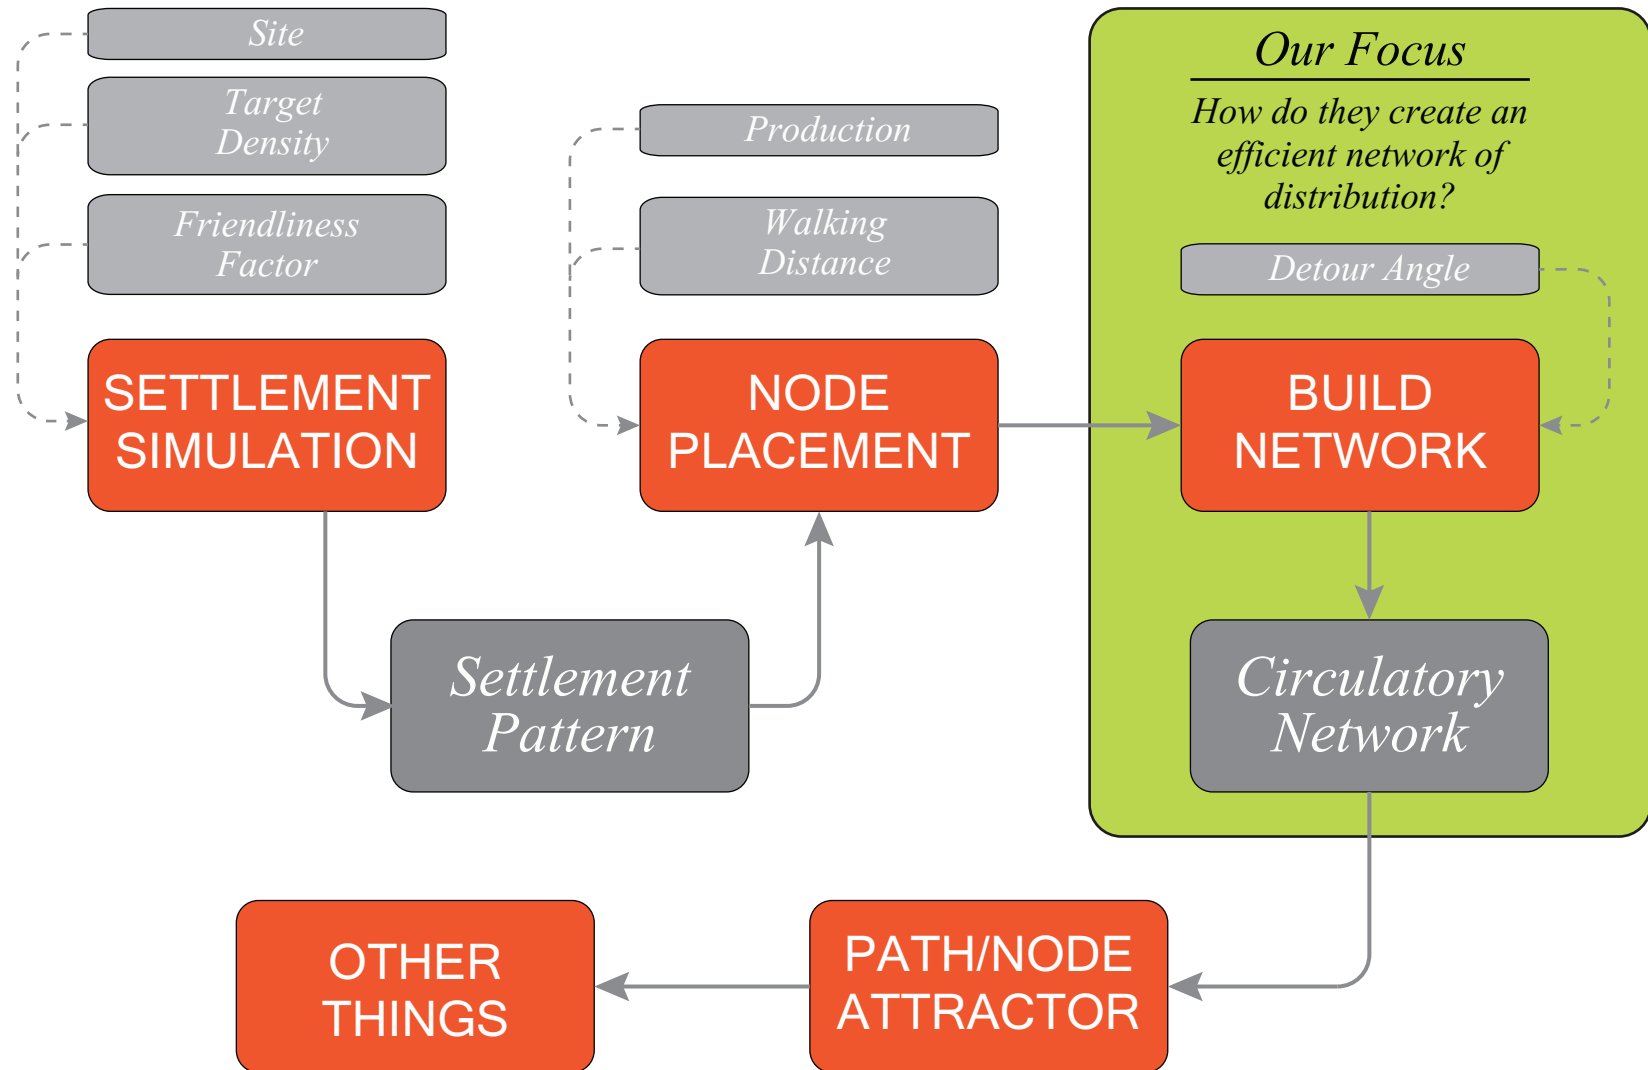 Site
Target
Density
Friendliness
Factor
SETTLEMENT
SIMULATION
Settlement
Pattern
Production
Walking
Distance
NODE
PLACEMENT
Our Focus
How do they create an
efficient network of
distribution?
Detour Angle
BUILD
NETWORK
Circulatory
Network
PATH/NODE
ATTRACTOR
OTHER
THINGS